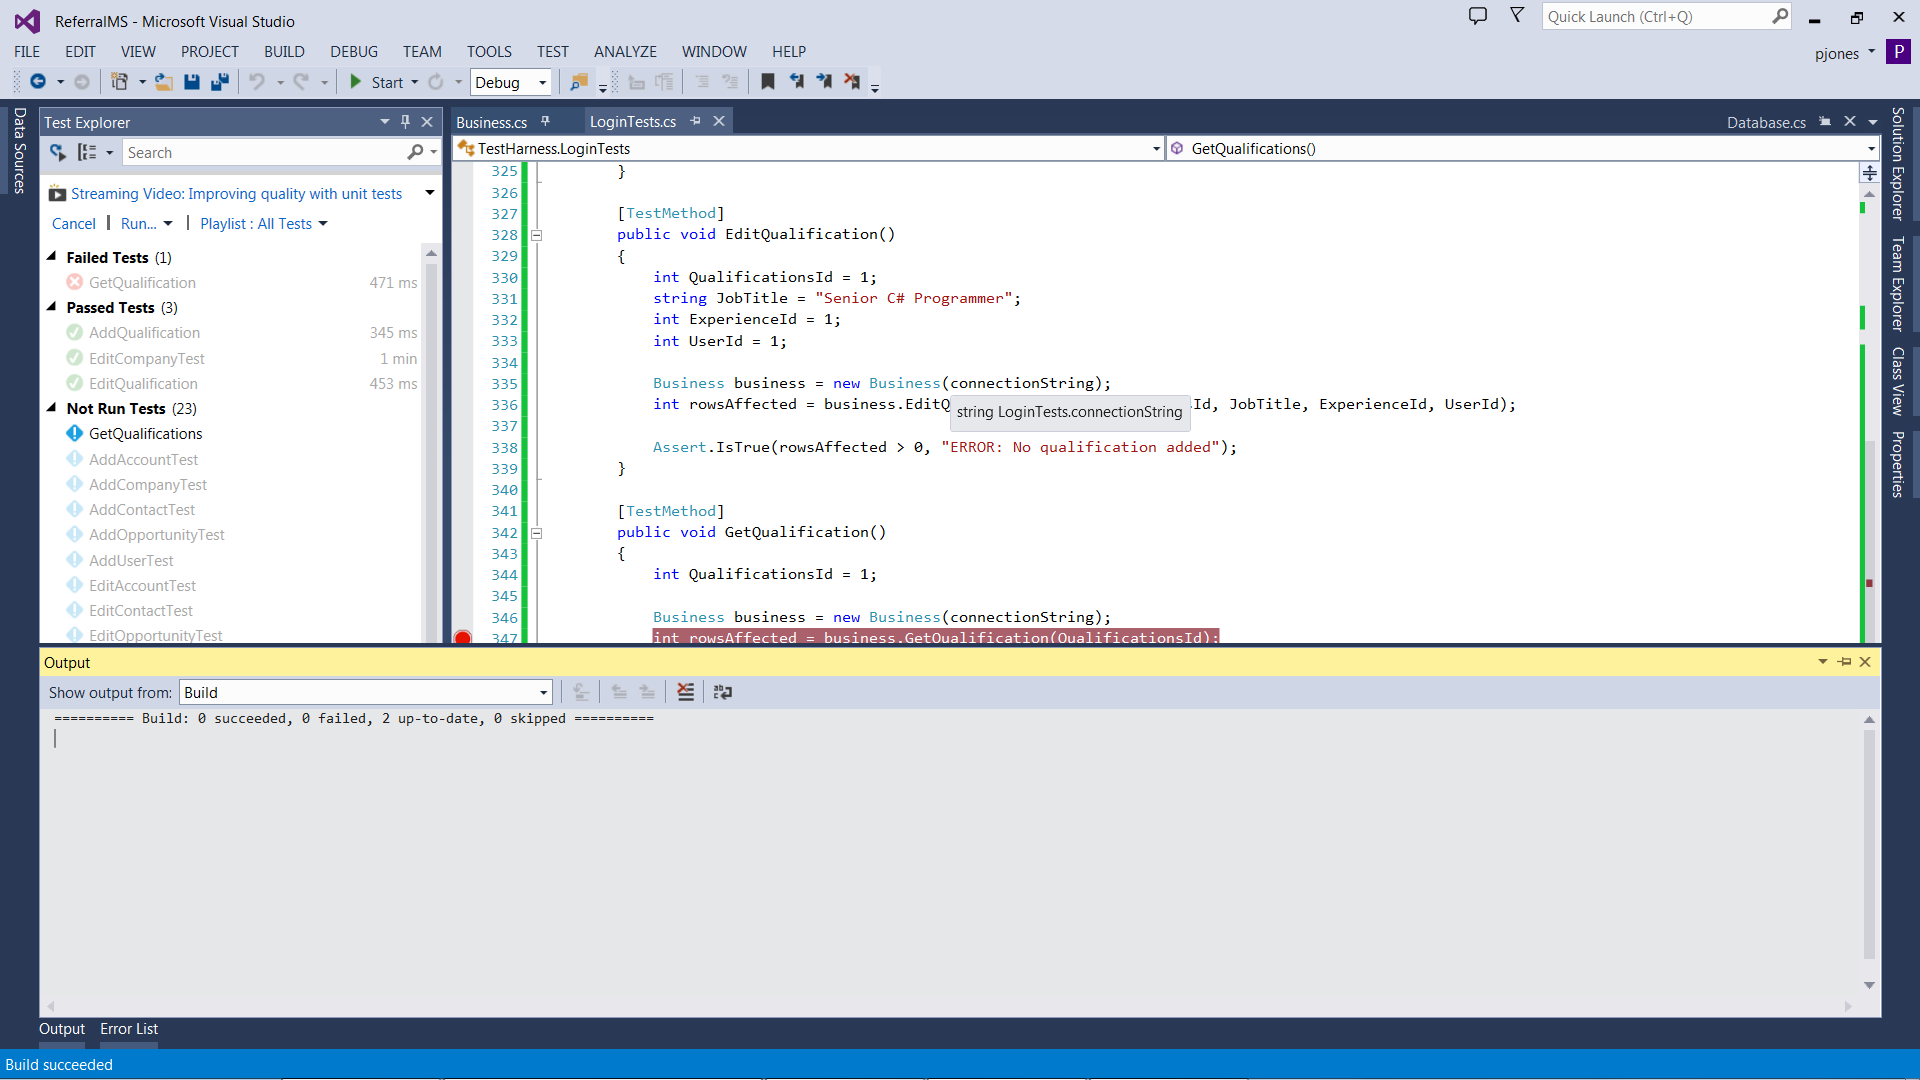 ReferralMS - Microsoft Visual Studio
Quick Launch (Ctrl+Q)
FILE EDIT VIEW PROJECT BUILD DEBUG TEAM TOOLS TEST ANALYZE WINDOW HELP
pjones P
Start Debug
Data Sources
Test Explorer
Search
Streaming Video: Improving quality with unit tests
Cancel | Run... | Playlist : All Tests
Failed Tests (1)
GetQualification 471 ms
Passed Tests (3)
AddQualification 345 ms
EditCompanyTest 1 min
EditQualification 453 ms
Not Run Tests (23)
GetQualifications
AddAccountTest
AddCompanyTest
AddContactTest
AddOpportunityTest
AddUserTest
EditAccountTest
EditContactTest
EditOpportunityTest
Business.cs LoginTests.cs Database.cs
TestHarness.LoginTests GetQualifications()
325 }
326
327 [TestMethod]
328 public void EditQualification()
329 {
330 int QualificationsId = 1;
331 string JobTitle = "Senior C# Programmer";
332 int ExperienceId = 1;
333 int UserId = 1;
334
335 Business business = new Business(connectionString);
336 int rowsAffected = business.EditQ Id, JobTitle, ExperienceId, UserId);
string LoginTests.connectionString
337
338 Assert.IsTrue(rowsAffected > 0, "ERROR: No qualification added");
339 }
340
341 [TestMethod]
342 public void GetQualification()
343 {
344 int QualificationsId = 1;
345
346 Business business = new Business(connectionString);
347 int rowsAffected = business.GetQualification(QualificationsId);
Solution Explorer
Team Explorer
Class View
Properties
Output
Show output from: Build
========== Build: 0 succeeded, 0 failed, 2 up-to-date, 0 skipped ==========
Output Error List
Build succeeded